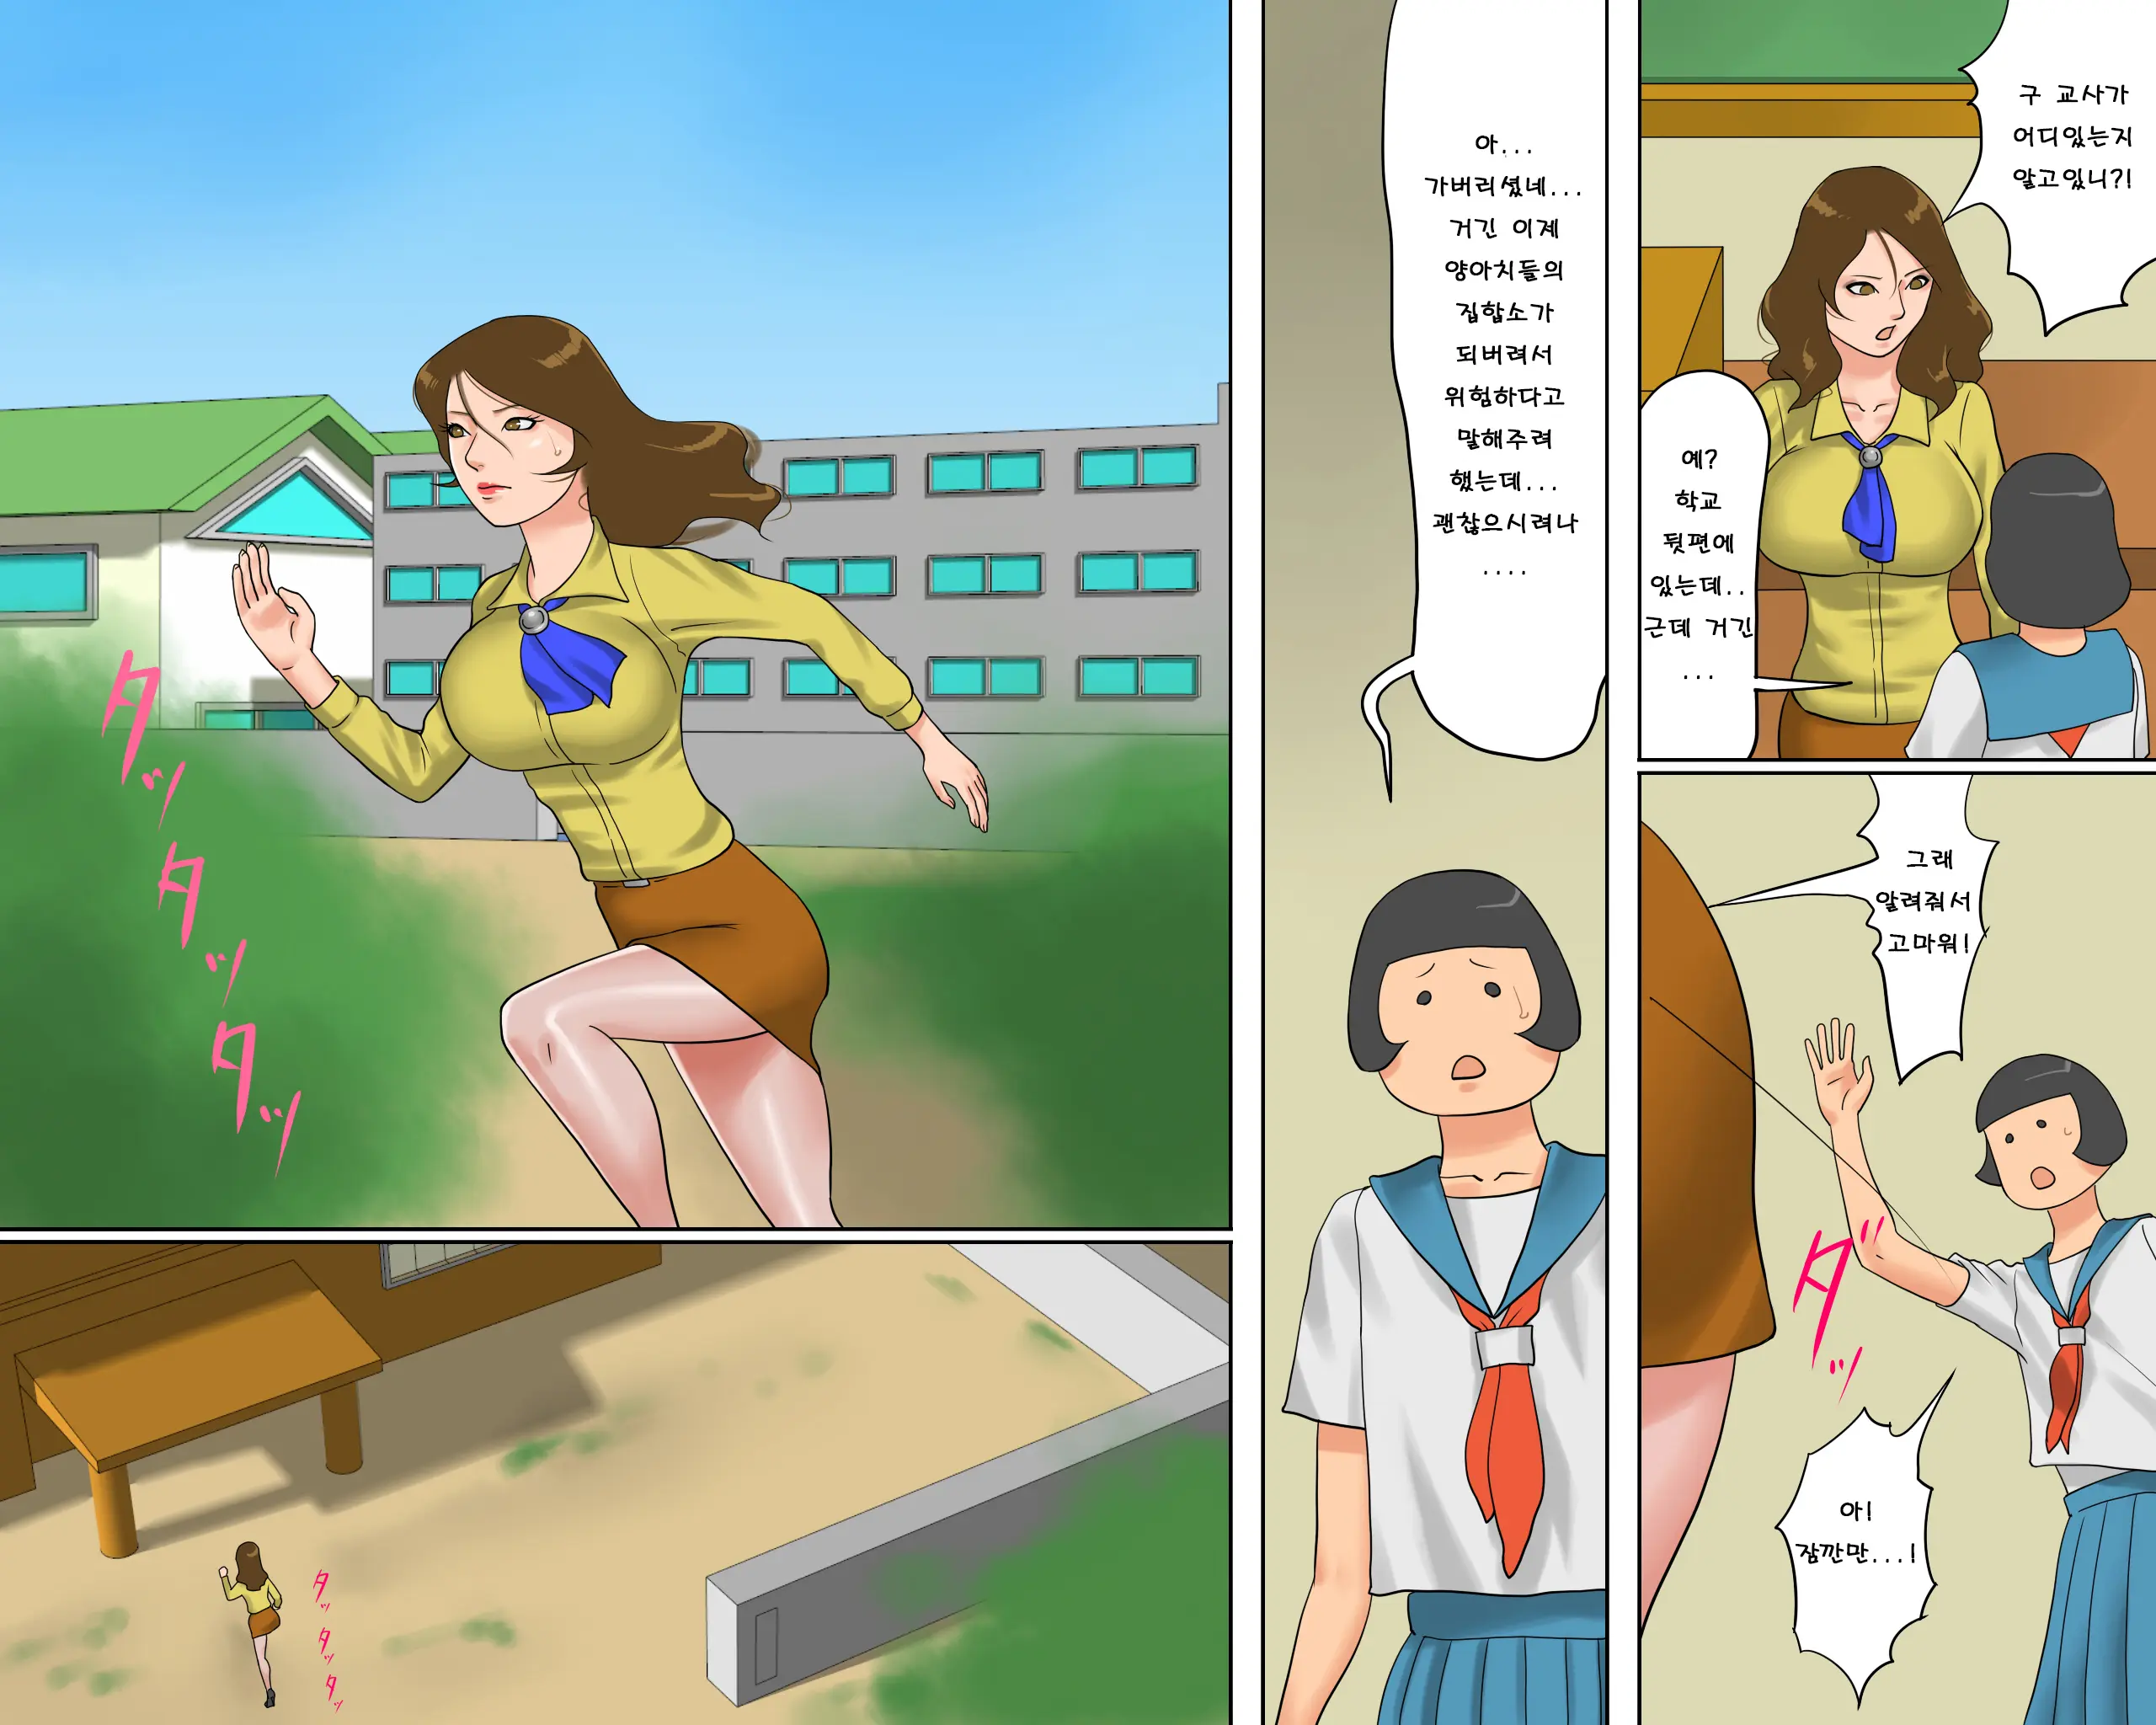 구 교사가
어디있는지
알고있니?!
예?
학교
뒷편에
있는데..
근데 거긴
...
그래
알려줘서
고마워!
ダッ
아!
잠깐만...!
아...
가버리셨네...
거긴 이제
양아치들의
집합소가
되버려서
위험하다고
말해주려
했는데...
괜찮으시려나
....
タッ
タッ
タッ
タッ
タッ
タッ